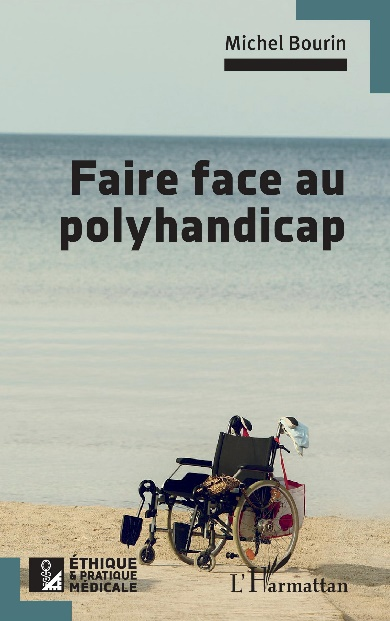 Michel Bourin
Faire face au
polyhandicap
ÉTHIQUE
& PRATIQUE
MÉDICALE
L'Harmattan